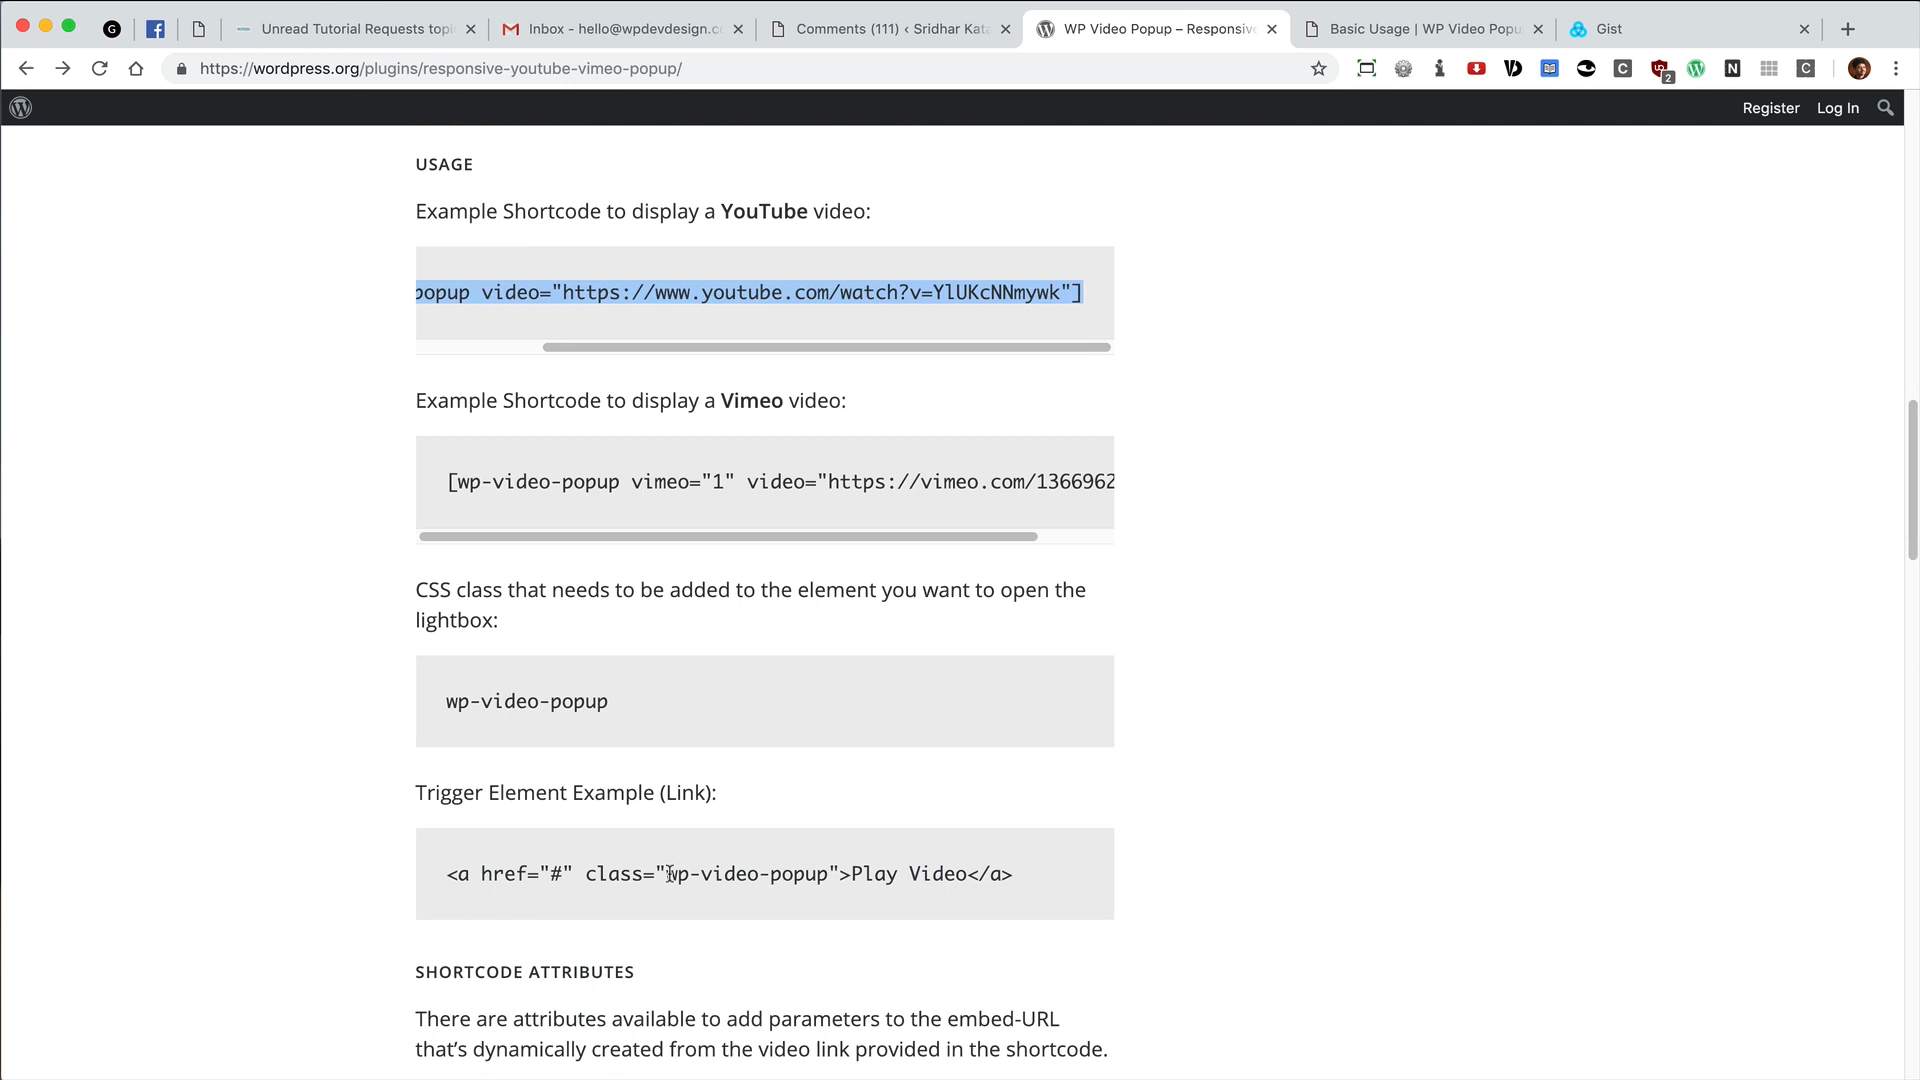 Unread Tutorial Requests topi
Inbox - hello@wpdevdesign.co
Comments (111) ‹ Sridhar Kata
WP Video Popup – Responsive
Basic Usage | WP Video Popu
Gist
https://wordpress.org/plugins/responsive-youtube-vimeo-popup/
2
Register
Log In
USAGE
Example Shortcode to display a YouTube video:
popup video="https://www.youtube.com/watch?v=YlUKcNNmywk"]
Example Shortcode to display a Vimeo video:
[wp-video-popup vimeo="1" video="https://vimeo.com/1366962
CSS class that needs to be added to the element you want to open the
lightbox:
wp-video-popup
Trigger Element Example (Link):
<a href="#" class="wp-video-popup">Play Video</a>
SHORTCODE ATTRIBUTES
There are attributes available to add parameters to the embed-URL
that’s dynamically created from the video link provided in the shortcode.